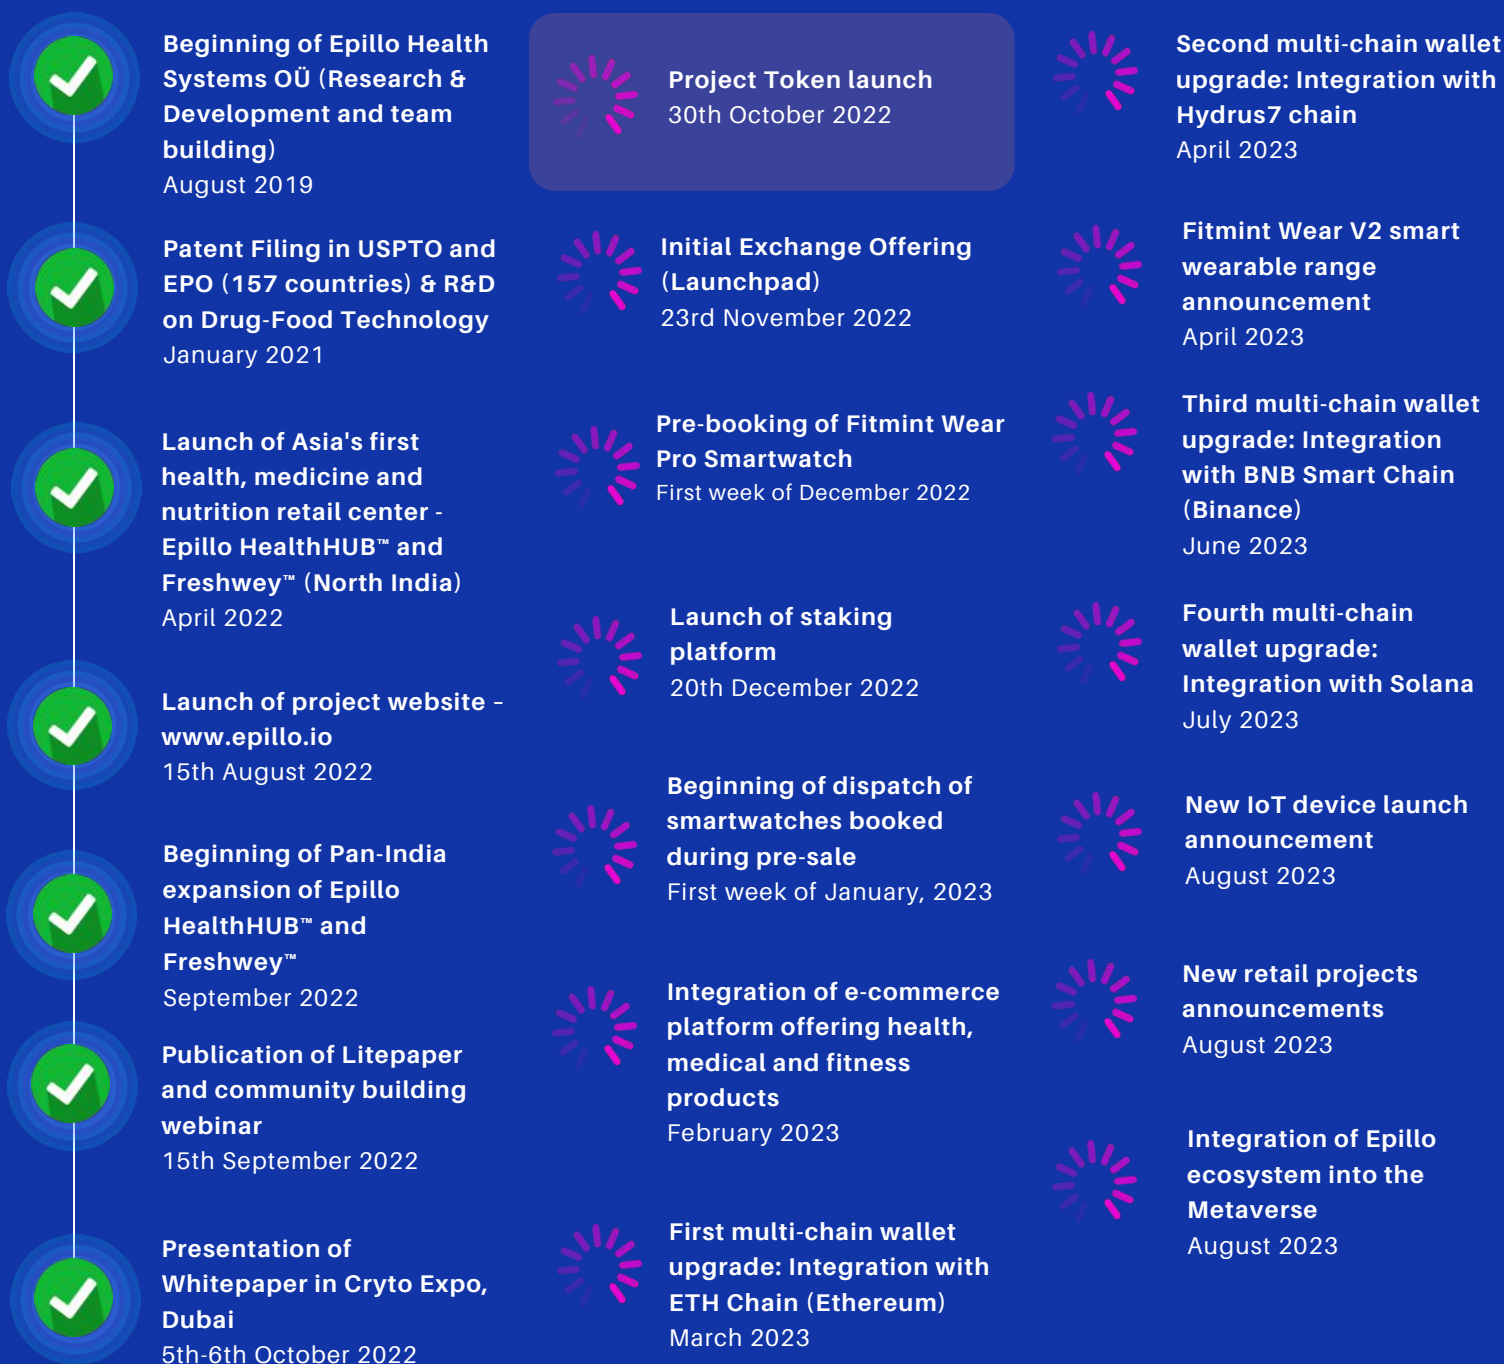 Beginning of Epillo Health
Systems OÜ (Research &
Development and team
building)
August 2019
Patent Filing in USPTO and
EPO (157 countries) & R&D
on Drug-Food Technology
January 2021
Launch of Asia's first
health, medicine and
nutrition retail center -
Epillo HealthHUB™ and
Freshwey™ (North India)
April 2022
Launch of project website –
www.epillo.io
15th August 2022
Beginning of Pan-India
expansion of Epillo
HealthHUB™ and
Freshwey™
September 2022
Publication of Litepaper
and community building
webinar
15th September 2022
Presentation of
Whitepaper in Cryto Expo,
Dubai
5th-6th October 2022
Project Token launch
30th October 2022
Initial Exchange Offering
(Launchpad)
23rd November 2022
Pre-booking of Fitmint Wear
Pro Smartwatch
First week of December 2022
Launch of staking
platform
20th December 2022
Beginning of dispatch of
smartwatches booked
during pre-sale
First week of January, 2023
Integration of e-commerce
platform offering health,
medical and fitness
products
February 2023
First multi-chain wallet
upgrade: Integration with
ETH Chain (Ethereum)
March 2023
Second multi-chain wallet
upgrade: Integration with
Hydrus7 chain
April 2023
Fitmint Wear V2 smart
wearable range
announcement
April 2023
Third multi-chain wallet
upgrade: Integration
with BNB Smart Chain
(Binance)
June 2023
Fourth multi-chain
wallet upgrade:
Integration with Solana
July 2023
New IoT device launch
announcement
August 2023
New retail projects
announcements
August 2023
Integration of Epillo
ecosystem into the
Metaverse
August 2023